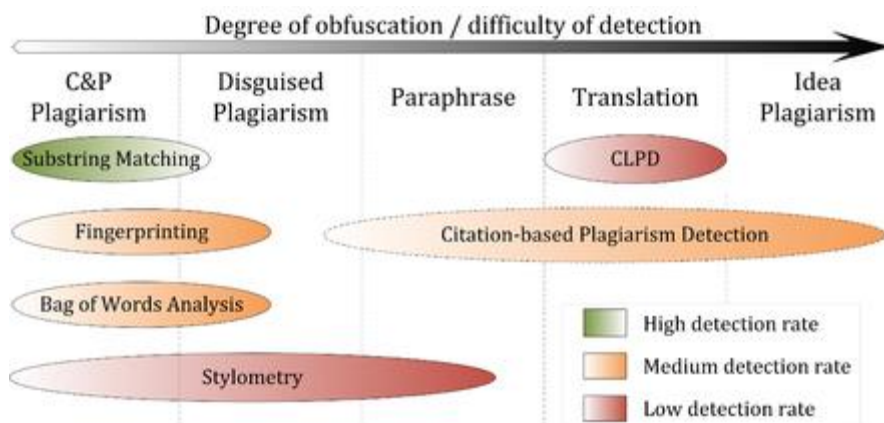 Degree of obfuscation / difficulty of detection
C&P
Plagiarism
Disguised
Plagiarism
Paraphrase
Translation
Idea
Plagiarism
Substring Matching
CLPD
Fingerprinting
Citation-based Plagiarism Detection
Bag of Words Analysis
Stylometry
High detection rate
Medium detection rate
Low detection rate